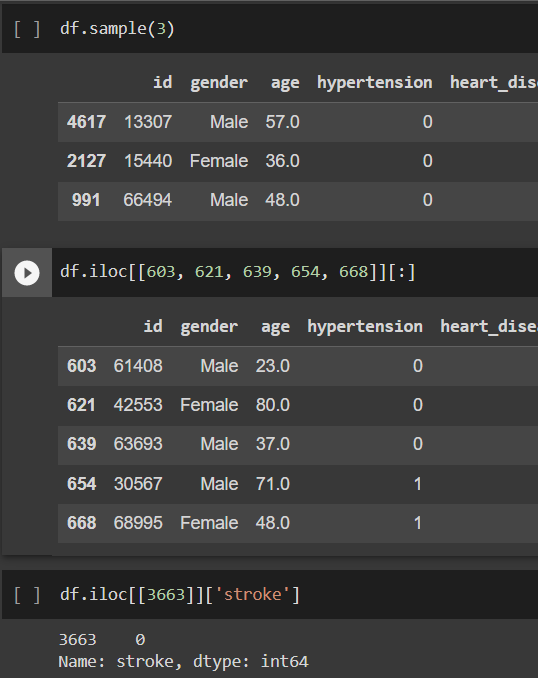 [ ] df.sample(3)
id gender age hypertension heart_dise
4617 13307 Male 57.0 0
2127 15440 Female 36.0 0
991 66494 Male 48.0 0
df.iloc[[603, 621, 639, 654, 668]][:]
id gender age hypertension heart_dise
603 61408 Male 23.0 0
621 42553 Female 80.0 0
639 63693 Male 37.0 0
654 30567 Male 71.0 1
668 68995 Female 48.0 1
[ ] df.iloc[[3663]]['stroke']
3663 0
Name: stroke, dtype: int64